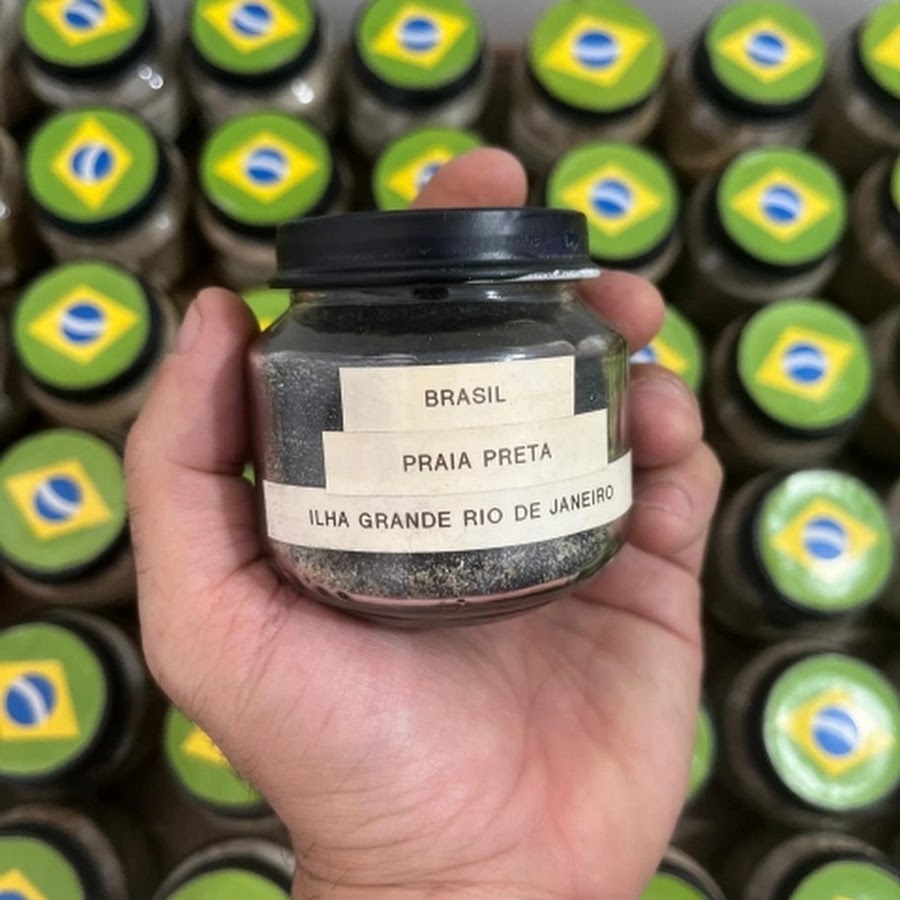 BRASIL
PRAIA PRETA
ILHA GRANDE RIO DE JANEIRO